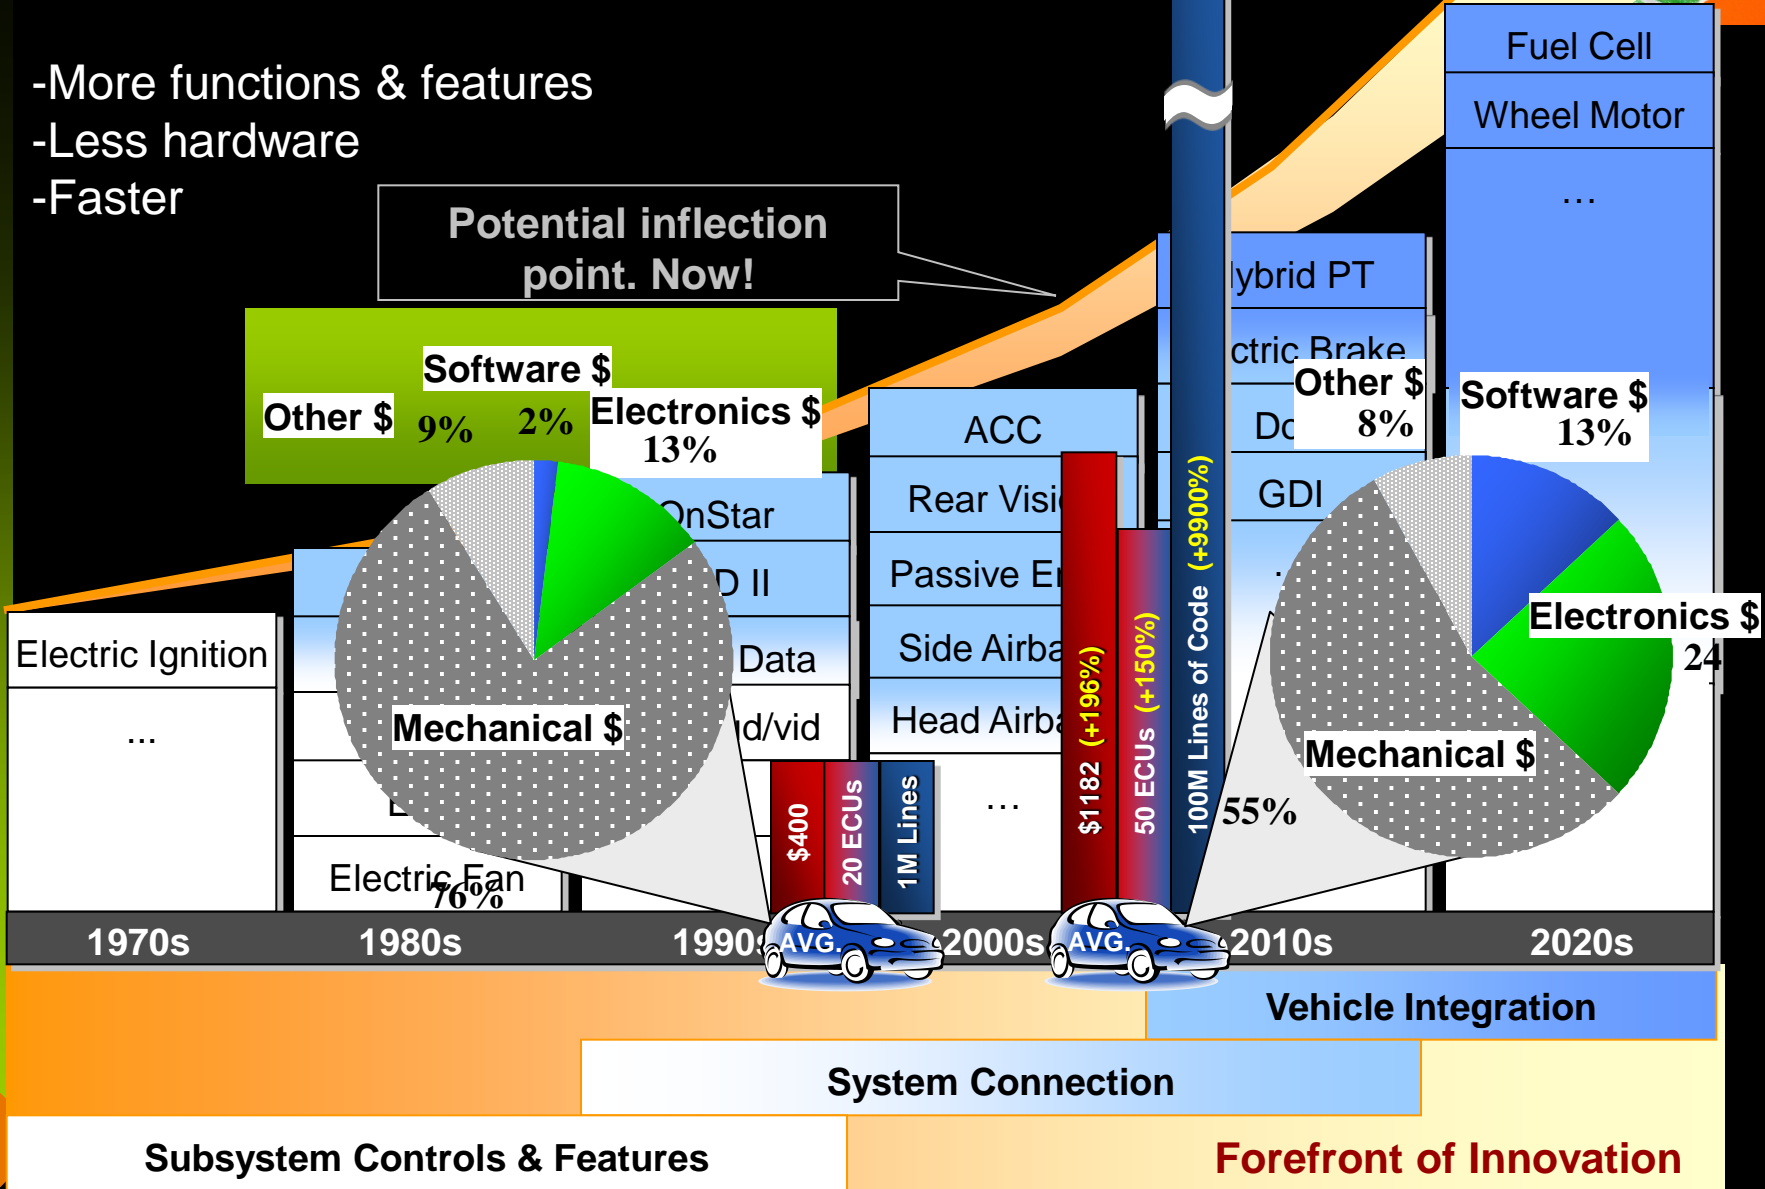 -More functions & features
-Less hardware
-Faster
Potential inflection
point. Now!
Fuel Cell
Wheel Motor
…
ybrid PT
ctric Brake
GDI
Other $
8%
Software $
13%
Electronics $
24
Mechanical $
55%
Software $
2%
Other $
9%
Electronics $
13%
Mechanical $
76%
OnStar
D II
Data
d/vid
Electric Fan
Electric Ignition
...
ACC
Rear Visi
Passive E
Side Airba
Head Airba
…
$400
20 ECUs
1M Lines
$1182 (+196%)
50 ECUs (+150%)
100M Lines of Code (+9900%)
1970s
1980s
1990s
AVG.
2000s
AVG.
2010s
2020s
Vehicle Integration
System Connection
Subsystem Controls & Features
Forefront of Innovation